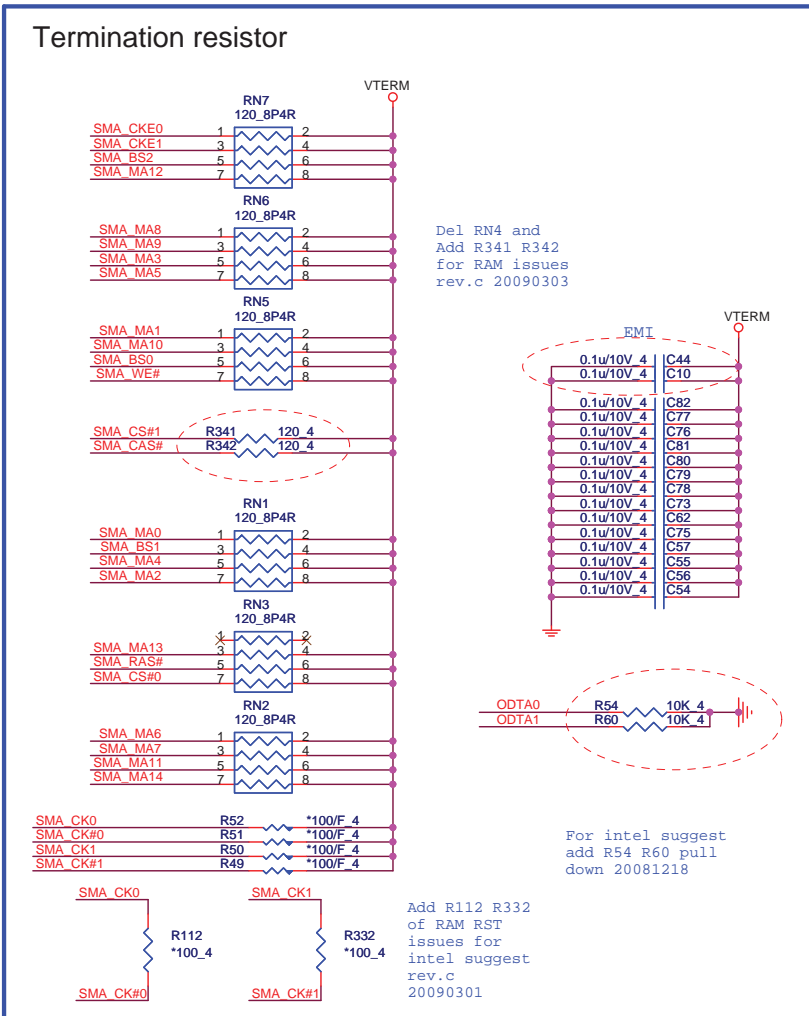 Termination resistor
VTERM
RN7
120_8P4R
SMA_CKE0 1 2
SMA_CKE1 3 4
SMA_BS2 5 6
SMA_MA12 7 8
RN6
120_8P4R
SMA_MA8 1 2
SMA_MA9 3 4
SMA_MA3 5 6
SMA_MA5 7 8
Del RN4 and
Add R341 R342
for RAM issues
rev.c 20090303
RN5
120_8P4R
SMA_MA1 1 2
SMA_MA10 3 4
SMA_BS0 5 6
SMA_WE# 7 8
SMA_CS#1 R341 120_4
SMA_CAS# R342 120_4
RN1
120_8P4R
SMA_MA0 1 2
SMA_BS1 3 4
SMA_MA4 5 6
SMA_MA2 7 8
RN3
120_8P4R
1 2
SMA_MA13 3 4
SMA_RAS# 5 6
SMA_CS#0 7 8
RN2
120_8P4R
SMA_MA6 1 2
SMA_MA7 3 4
SMA_MA11 5 6
SMA_MA14 7 8
SMA_CK0 R52 *100/F_4
SMA_CK#0 R51 *100/F_4
SMA_CK1 R50 *100/F_4
SMA_CK#1 R49 *100/F_4
SMA_CK0
R112
*100_4
SMA_CK#0
SMA_CK1
R332
*100_4
SMA_CK#1
Add R112 R332
of RAM RST
issues for
intel suggest
rev.c
20090301
VTERM
EMI
0.1u/10V_4 C44
0.1u/10V_4 C10
0.1u/10V_4 C82
0.1u/10V_4 C77
0.1u/10V_4 C76
0.1u/10V_4 C81
0.1u/10V_4 C80
0.1u/10V_4 C79
0.1u/10V_4 C78
0.1u/10V_4 C73
0.1u/10V_4 C62
0.1u/10V_4 C75
0.1u/10V_4 C57
0.1u/10V_4 C55
0.1u/10V_4 C56
0.1u/10V_4 C54
ODTA0 R54 10K_4
ODTA1 R60 10K_4
For intel suggest
add R54 R60 pull
down 20081218